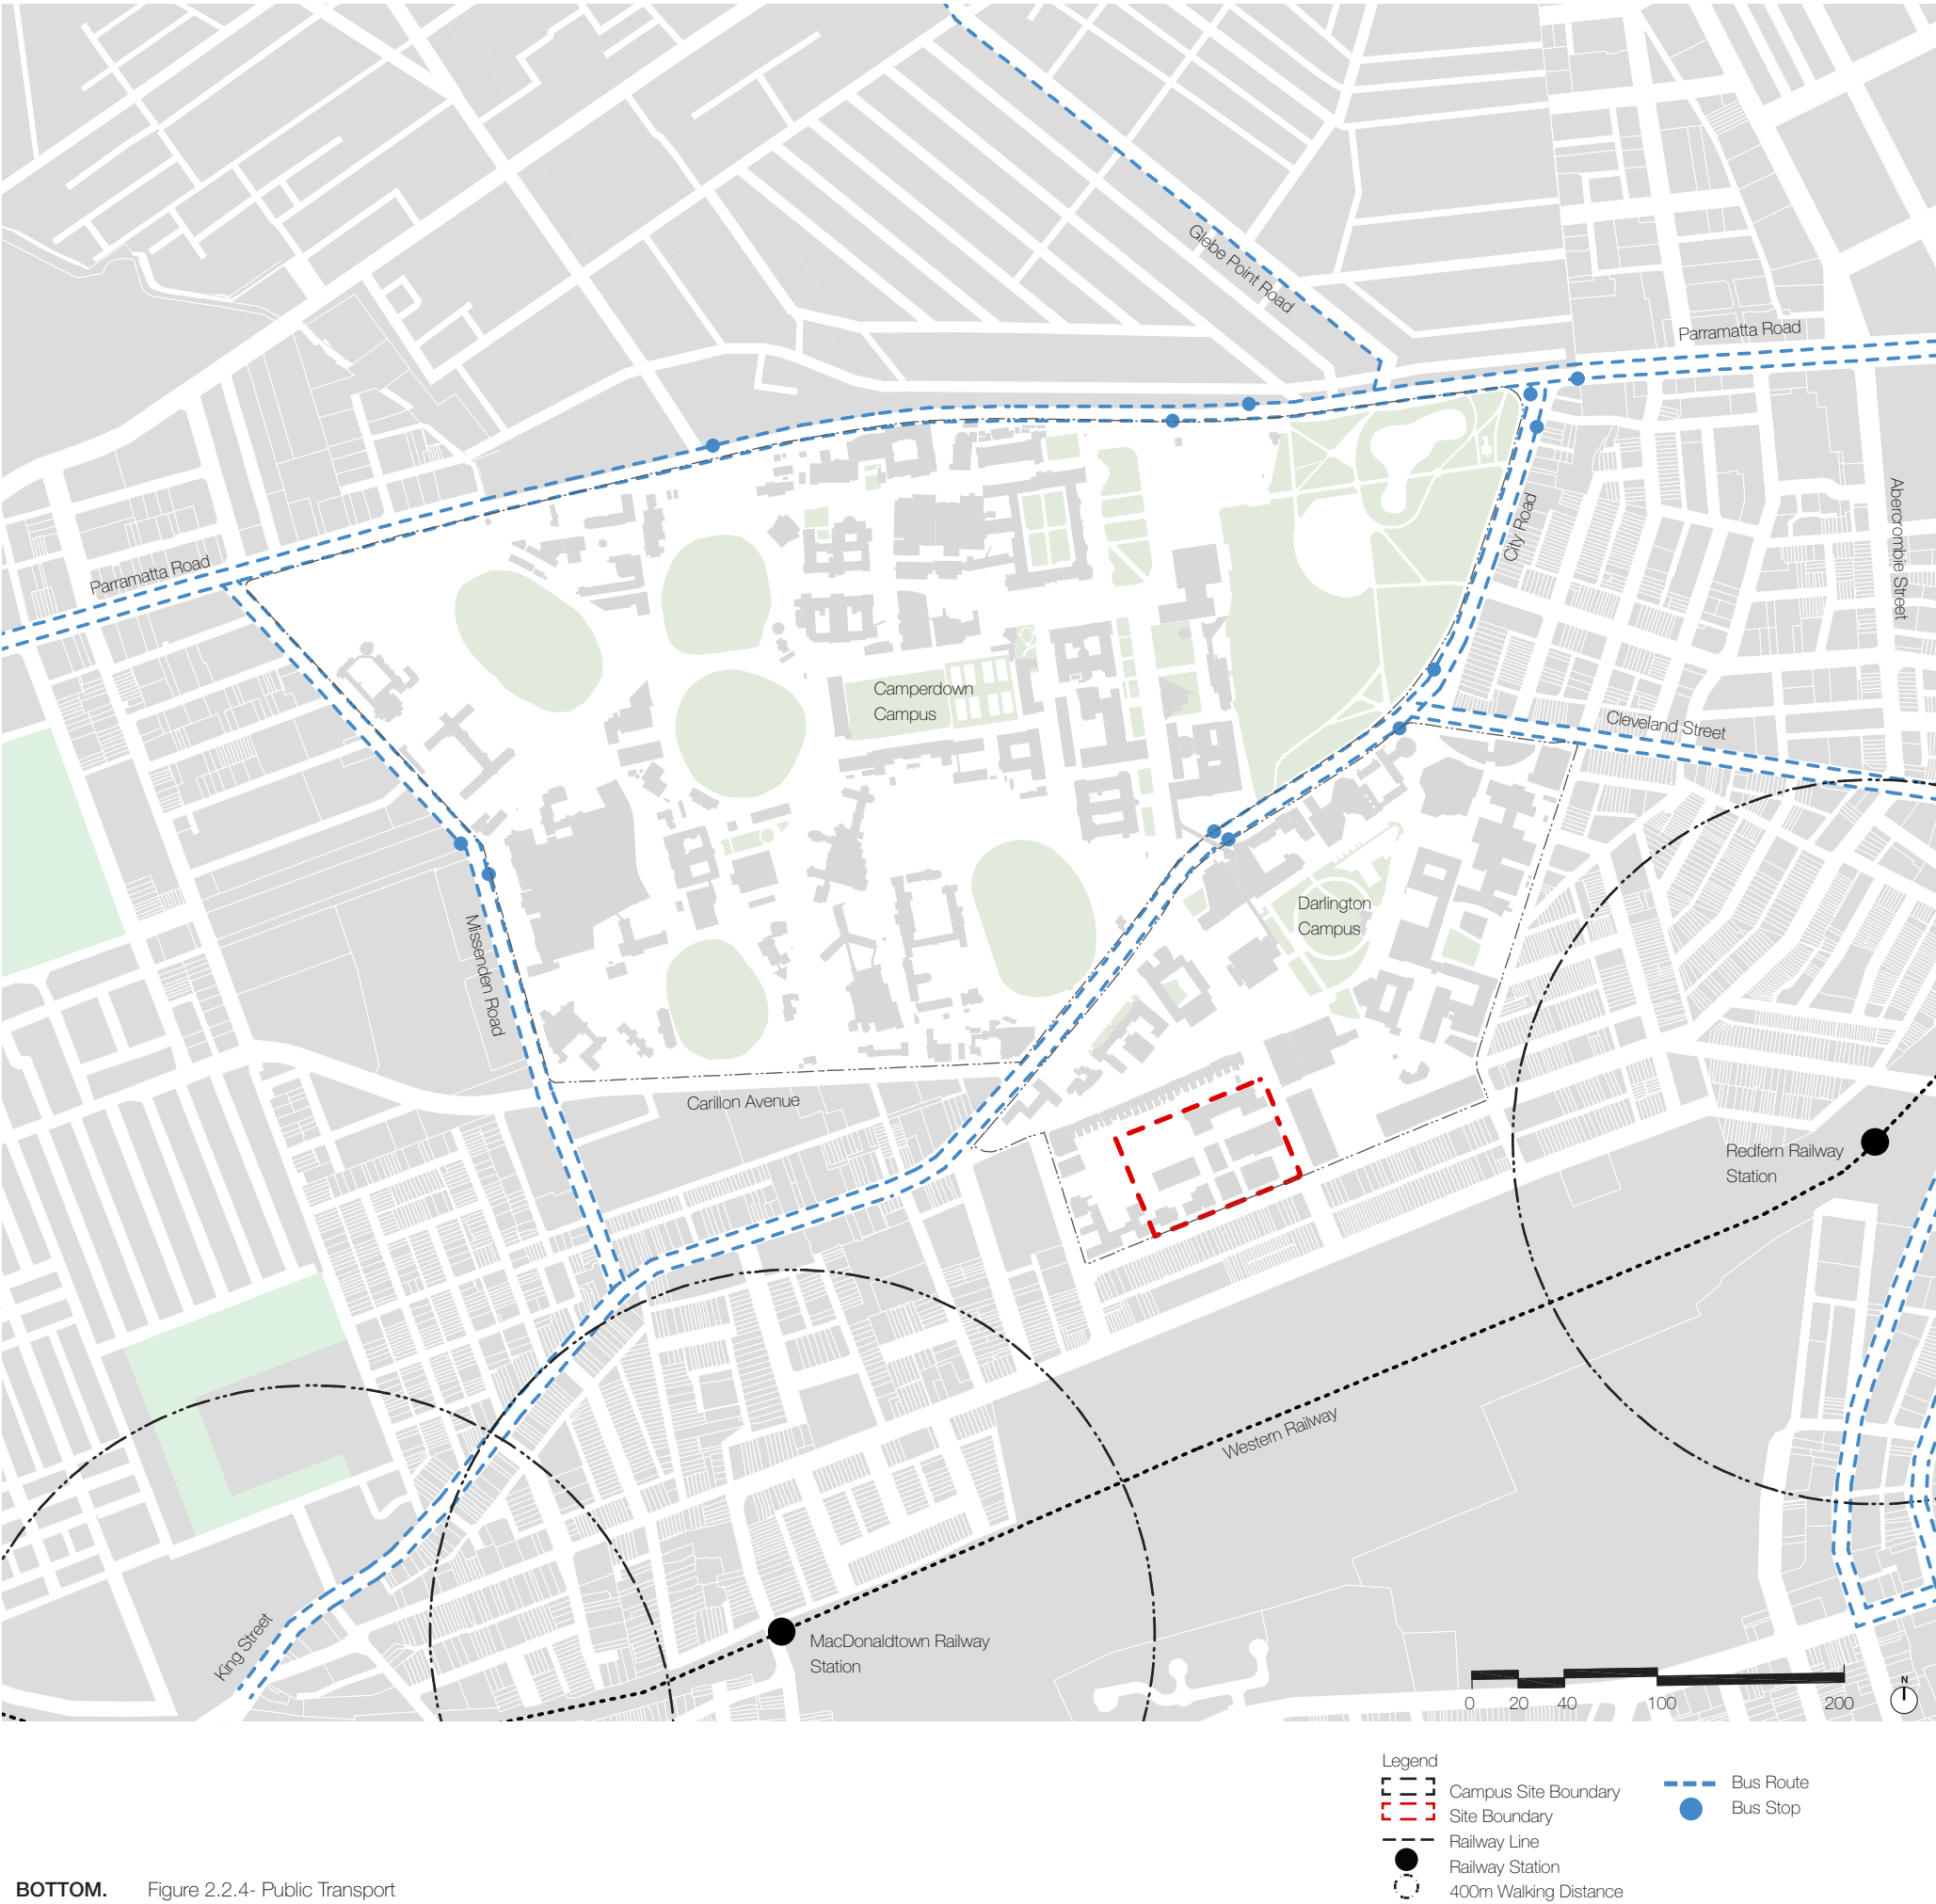 Glebe Point Road
Parramatta Road
Abercrombie Street
City Road
Parramatta Road
Camperdown
Campus
Cleveland Street
Darlington
Campus
Missenden Road
Carillon Avenue
Redfern Railway
Station
Western Railway
King Street
MacDonaldtown Railway
Station
N
0 20 40 100 200
Legend
Campus Site Boundary
Site Boundary
Railway Line
Railway Station
400m Walking Distance
Bus Route
Bus Stop
BOTTOM. Figure 2.2.4- Public Transport